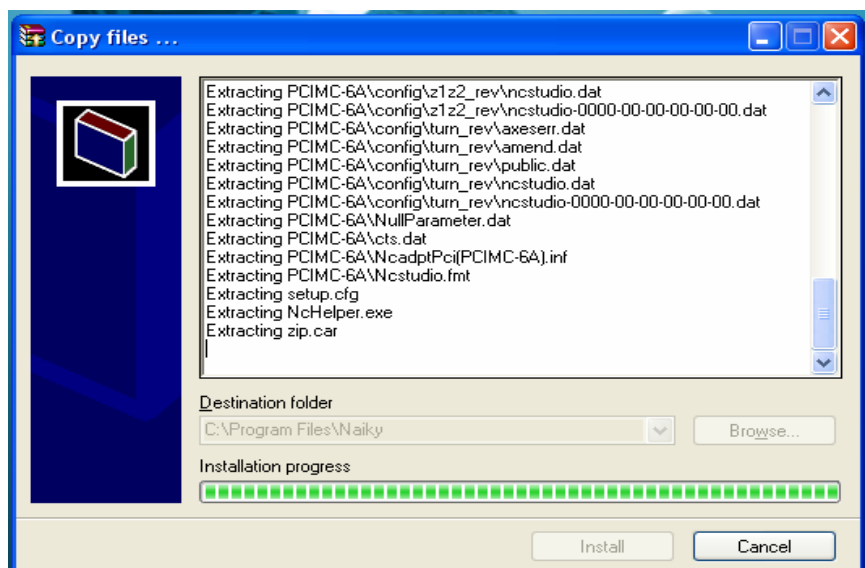 Copy files ...
Extracting PCIMC-6A\config\z1z2_rev\ncstudio.dat
Extracting PCIMC-6A\config\z1z2_rev\ncstudio-0000-00-00-00-00-00.dat
Extracting PCIMC-6A\config\turn_rev\axeserr.dat
Extracting PCIMC-6A\config\turn_rev\amend.dat
Extracting PCIMC-6A\config\turn_rev\public.dat
Extracting PCIMC-6A\config\turn_rev\ncstudio.dat
Extracting PCIMC-6A\config\turn_rev\ncstudio-0000-00-00-00-00-00.dat
Extracting PCIMC-6A\NullParameter.dat
Extracting PCIMC-6A\cts.dat
Extracting PCIMC-6A\NcadptPci(PCIMC-6A).inf
Extracting PCIMC-6A\Ncstudio.fmt
Extracting setup.cfg
Extracting NcHelper.exe
Extracting zip.car
Destination folder
C:\Program Files\Naiky
Browse...
Installation progress
Install
Cancel